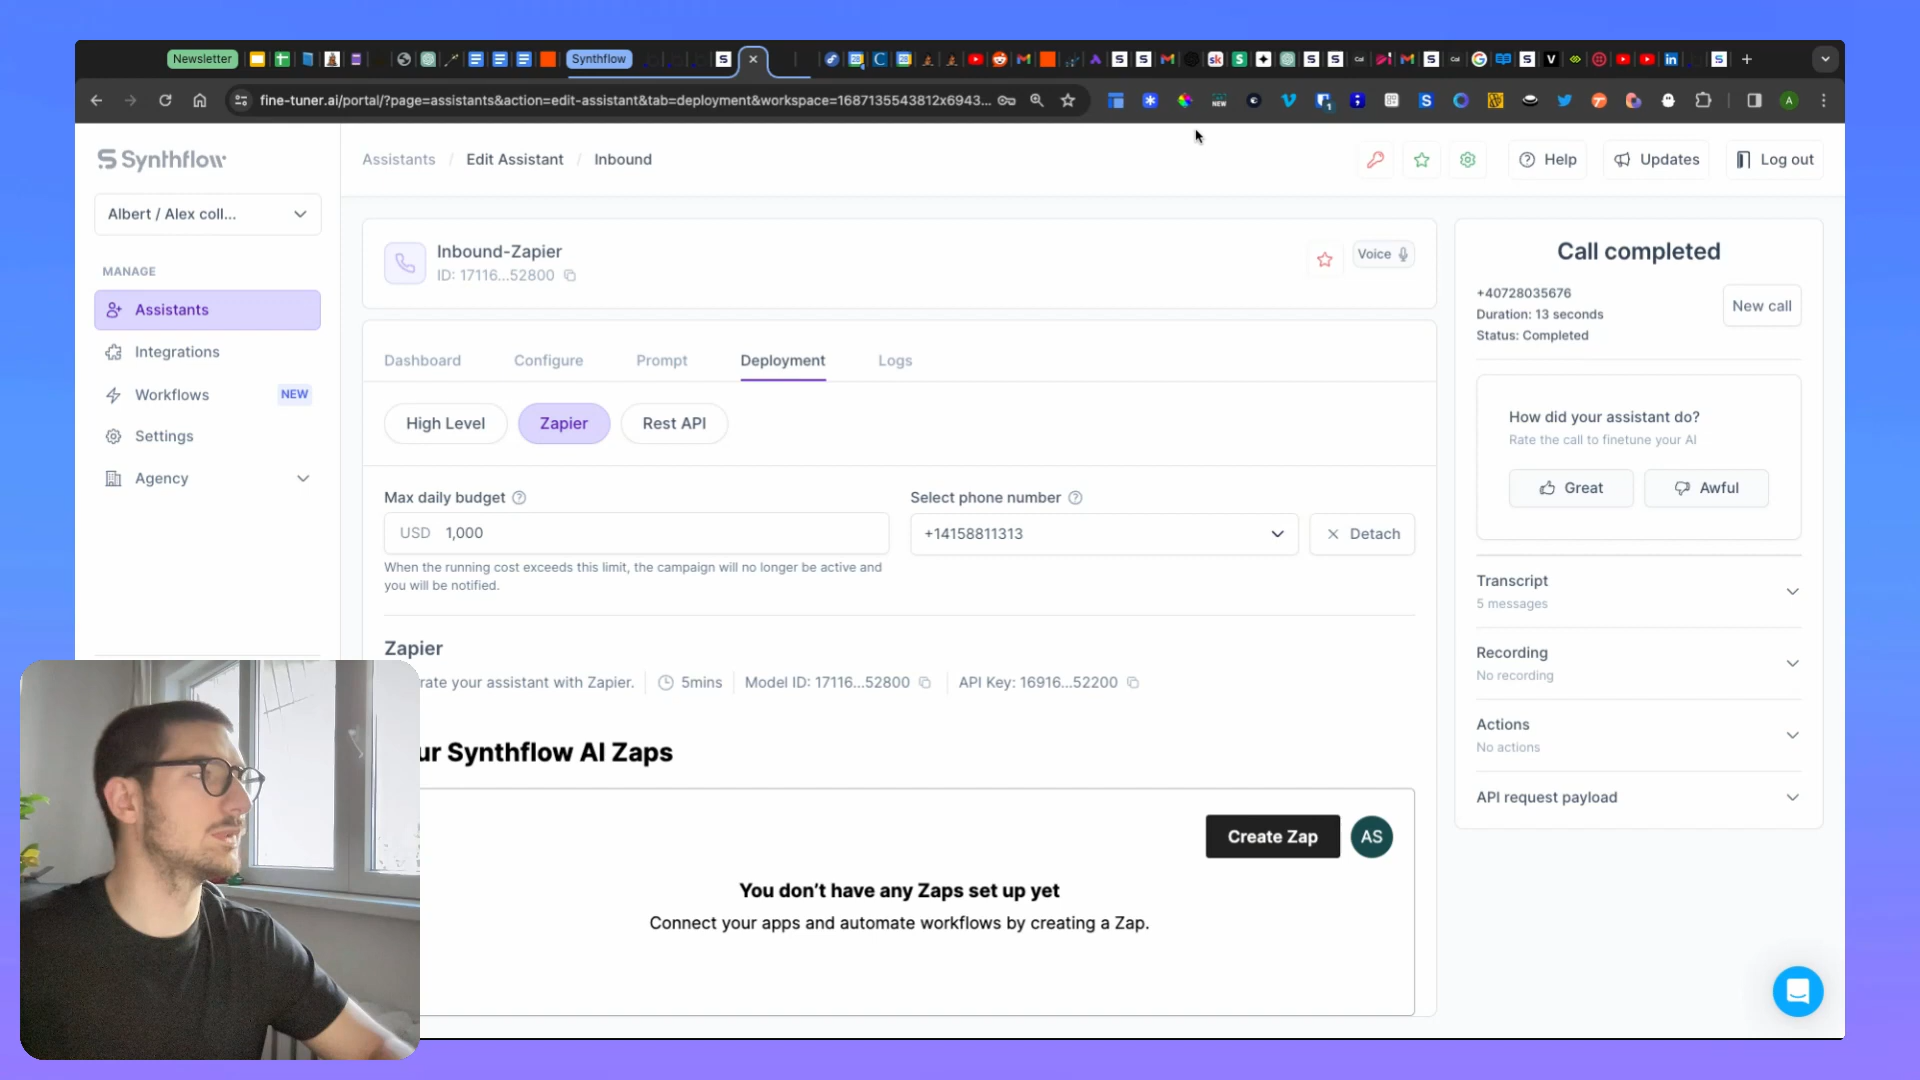 Newsletter
Synthflow
fine-tuner.ai/portal/?page=assistants&action=edit-assistant&tab=deployment&workspace=1687135543812x6943...
Synthflow
Assistants / Edit Assistant / Inbound
Help
Updates
Log out
Albert / Alex coll...
MANAGE
Assistants
Integrations
Workflows
NEW
Settings
Agency
Inbound-Zapier
ID: 17116...52800
Voice
Dashboard
Configure
Prompt
Deployment
Logs
High Level
Zapier
Rest API
Max daily budget
USD 1,000
When the running cost exceeds this limit, the campaign will no longer be active and
you will be notified.
Select phone number
+14158811313
Detach
Zapier
rate your assistant with Zapier.
5mins
Model ID: 17116...52800
API Key: 16916...52200
ur Synthflow AI Zaps
Create Zap
AS
You don't have any Zaps set up yet
Connect your apps and automate workflows by creating a Zap.
Call completed
+40728035676
Duration: 13 seconds
Status: Completed
New call
How did your assistant do?
Rate the call to finetune your AI
Great
Awful
Transcript
5 messages
Recording
No recording
Actions
No actions
API request payload